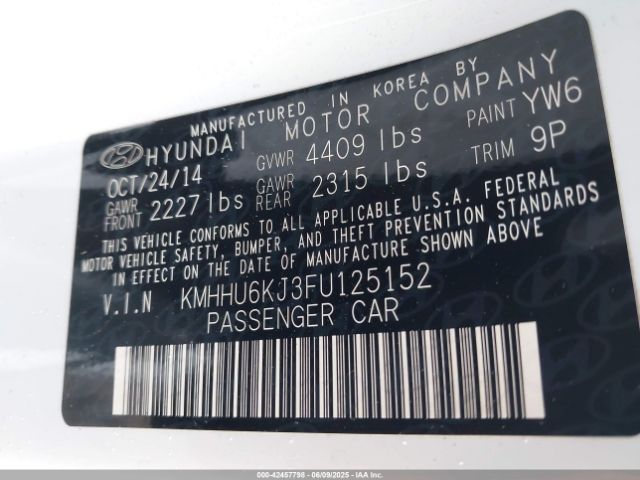 MANUFACTURED IN KOREA BY
HYUNDAI MOTOR COMPANY
OCT/24/14 GVWR 4409 lbs PAINT YW6
GAWR FRONT 2227 lbs GAWR REAR 2315 lbs TRIM 9P
THIS VEHICLE CONFORMS TO ALL APPLICABLE U.S.A. FEDERAL
MOTOR VEHICLE SAFETY, BUMPER, AND THEFT PREVENTION STANDARDS
IN EFFECT ON THE DATE OF MANUFACTURE SHOWN ABOVE
V.I.N KMHHU6KJ3FU125152
PASSENGER CAR
000-42457798 - 06/09/2025 - IAAI.com